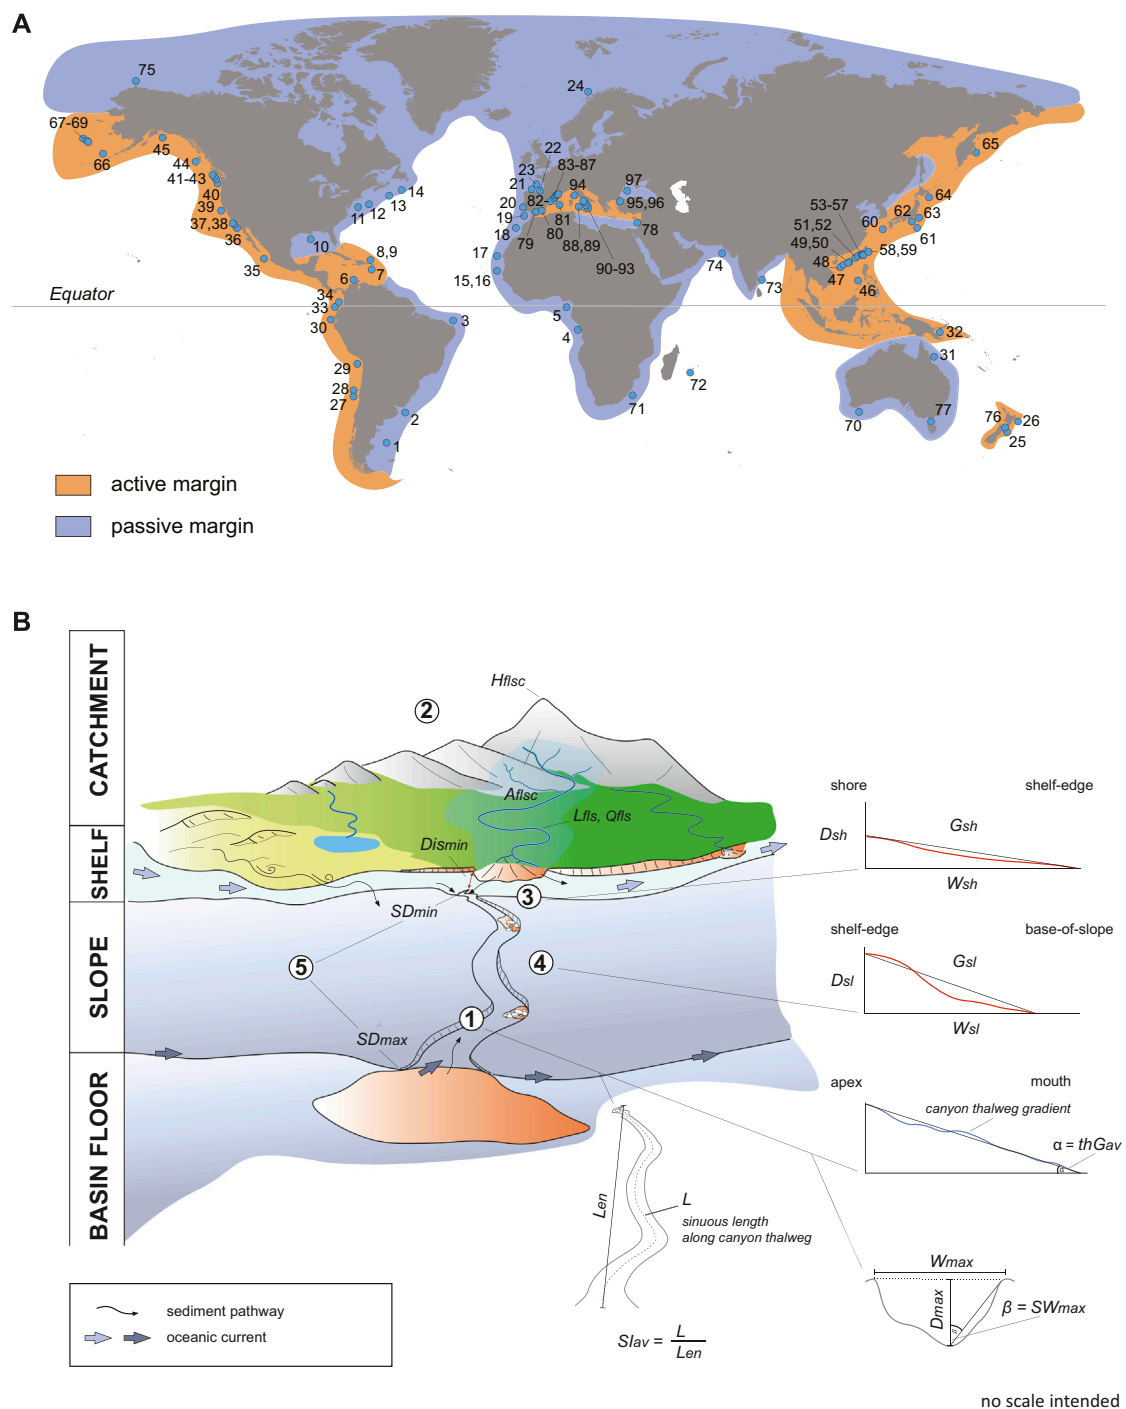 A
75
24
67-69
66
45
44
41-43
40
39
37,38
36
35
34
33
30
29
28
27
14
13
12
11
10
8,9
7
6
Equator
3
2
1
22
23
21
20
19
18
17
15,16
5
4
83-87
82-
94
97
95,96
81
80
79
88,89
78
90-93
74
73
72
71
65
64
63
62
61
60
53-57
51,52
49,50
48
47
46
58,59
32
31
70
77
76
26
25
active margin
passive margin
B
CATCHMENT
SHELF
SLOPE
BASIN FLOOR
Hflsc
2
Aflsc
Lfls, Qfls
Dismin
3
SDmin
5
4
1
SDmax
shore
shelf-edge
Dsh
Gsh
Wsh
shelf-edge
base-of-slope
Dsl
Gsl
Wsl
apex
mouth
canyon thalweg gradient
α = thGav
α
Len
L
sinuous length
along canyon thalweg
SIav = L
Len
Wmax
Dmax
β
β = SWmax
sediment pathway
oceanic current
no scale intended